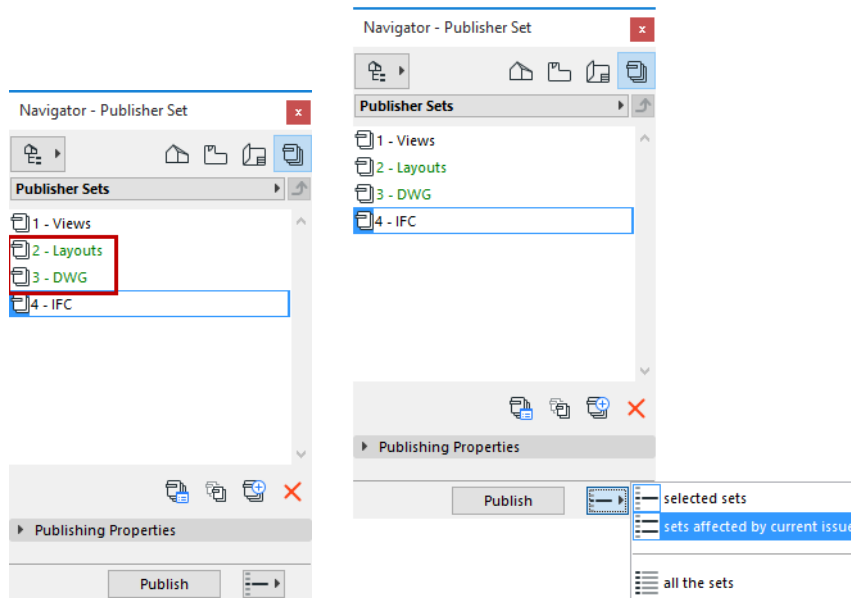 Navigator - Publisher Set
x
Publisher Sets
1 - Views
2 - Layouts
3 - DWG
4 - IFC
Publishing Properties
Publish
Navigator - Publisher Set
x
Publisher Sets
1 - Views
2 - Layouts
3 - DWG
4 - IFC
Publishing Properties
Publish
selected sets
sets affected by current issue
all the sets